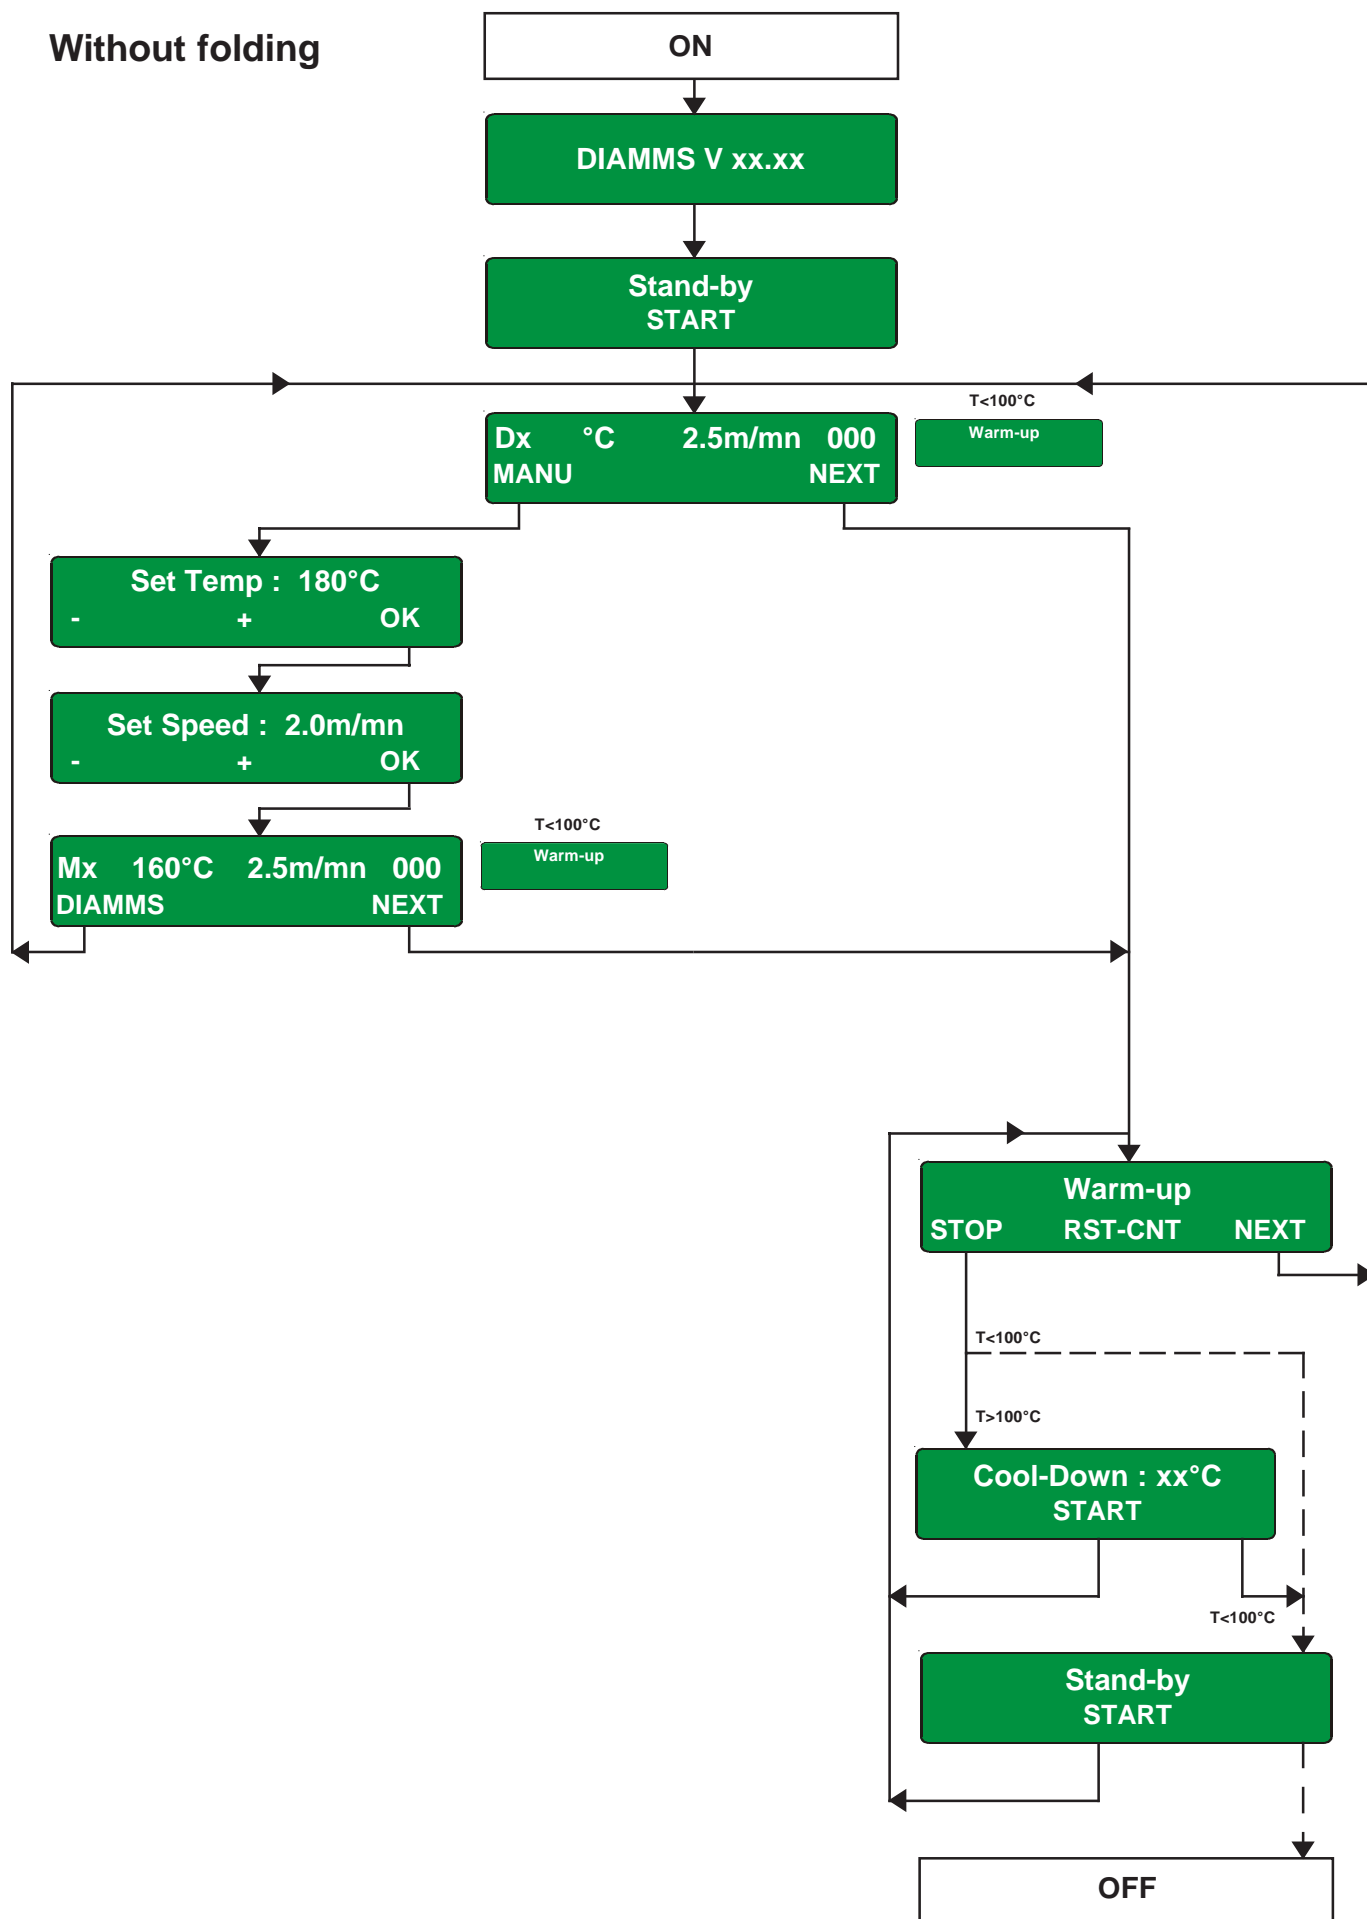 Without folding
ON
DIAMMS V xx.xx
Stand-by
START
T<100°C
Dx °C 2.5m/mn 000
MANU NEXT
Warm-up
Set Temp : 180°C
- + OK
Set Speed : 2.0m/mn
- + OK
T<100°C
Mx 160°C 2.5m/mn 000
DIAMMS NEXT
Warm-up
Warm-up
STOP RST-CNT NEXT
T<100°C
T>100°C
Cool-Down : xx°C
START
T<100°C
Stand-by
START
OFF